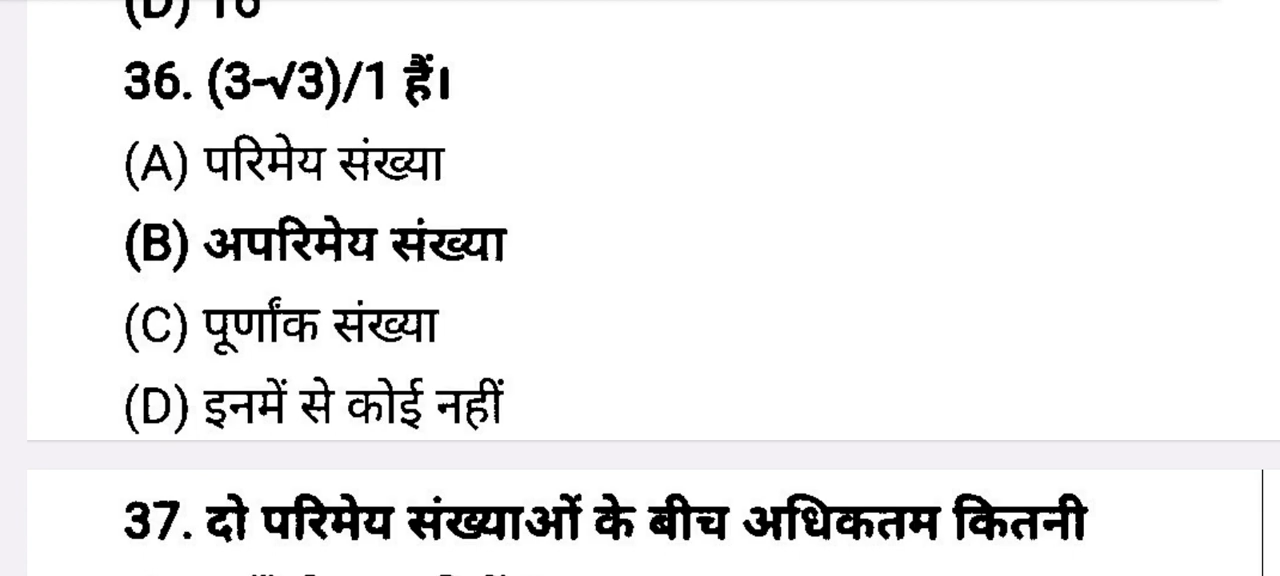 36. (3-√3)/1 हैं।
(A) परिमेय संख्या
(B) अपरिमेय संख्या
(C) पूर्णांक संख्या
(D) इनमें से कोई नहीं
37. दो परिमेय संख्याओं के बीच अधिकतम कितनी